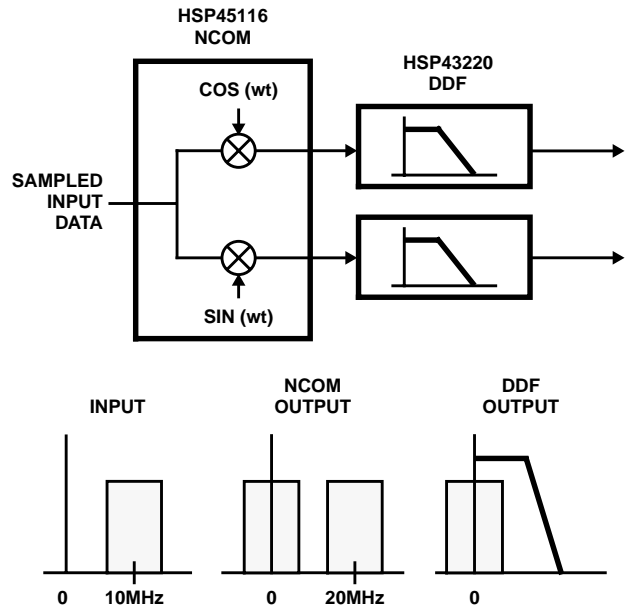 HSP45116
NCOM
HSP43220
DDF
COS (wt)
SAMPLED
INPUT
DATA
SIN (wt)
INPUT
NCOM
OUTPUT
DDF
OUTPUT
0 10MHz
0 20MHz
0